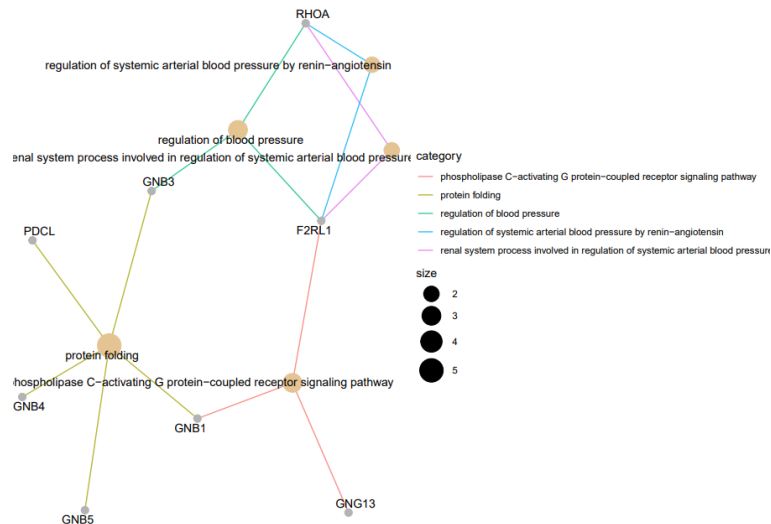 RHOA
regulation of systemic arterial blood pressure by renin−angiotensin
regulation of blood pressure
renal system process involved in regulation of systemic arterial blood pressure
GNB3
PDCL
F2RL1
protein folding
phospholipase C−activating G protein−coupled receptor signaling pathway
GNB4
GNB1
GNB5
GNG13
category
phospholipase C−activating G protein−coupled receptor signaling pathway
protein folding
regulation of blood pressure
regulation of systemic arterial blood pressure by renin−angiotensin
renal system process involved in regulation of systemic arterial blood pressure
size
2
3
4
5